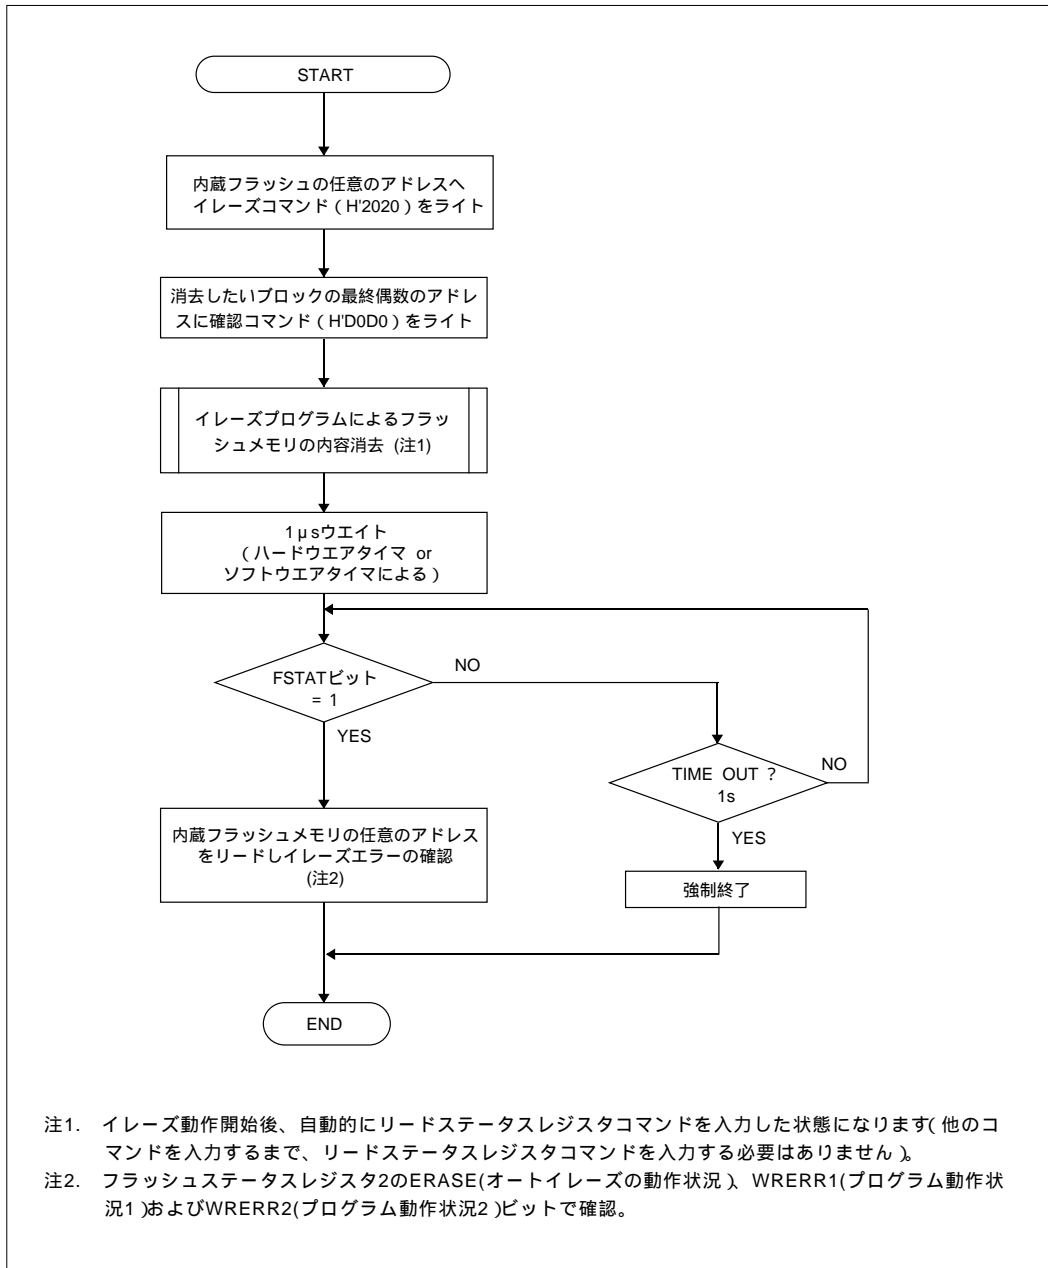 START
内蔵フラッシュの任意のアドレスへ
イレーズコマンド（H'2020）をライト
消去したいブロックの最終偶数のアドレ
スに確認コマンド（H'D0D0）をライト
イレーズプログラムによるフラッ
シュメモリの内容消去 (注1)
1μsウエイト
（ハードウエアタイマ or
ソフトウエアタイマによる）
FSTATビット
= 1
NO
YES
TIME OUT ？
1s
NO
YES
内蔵フラッシュメモリの任意のアドレス
をリードしイレーズエラーの確認
(注2)
強制終了
END
注1. イレーズ動作開始後、自動的にリードステータスレジスタコマンドを入力した状態になります（他のコ
マンドを入力するまで、リードステータスレジスタコマンドを入力する必要はありません）。
注2. フラッシュステータスレジスタ2のERASE(オートイレーズの動作状況）、WRERR1(プログラム動作状
況1）およびWRERR2(プログラム動作状況2）ビットで確認。